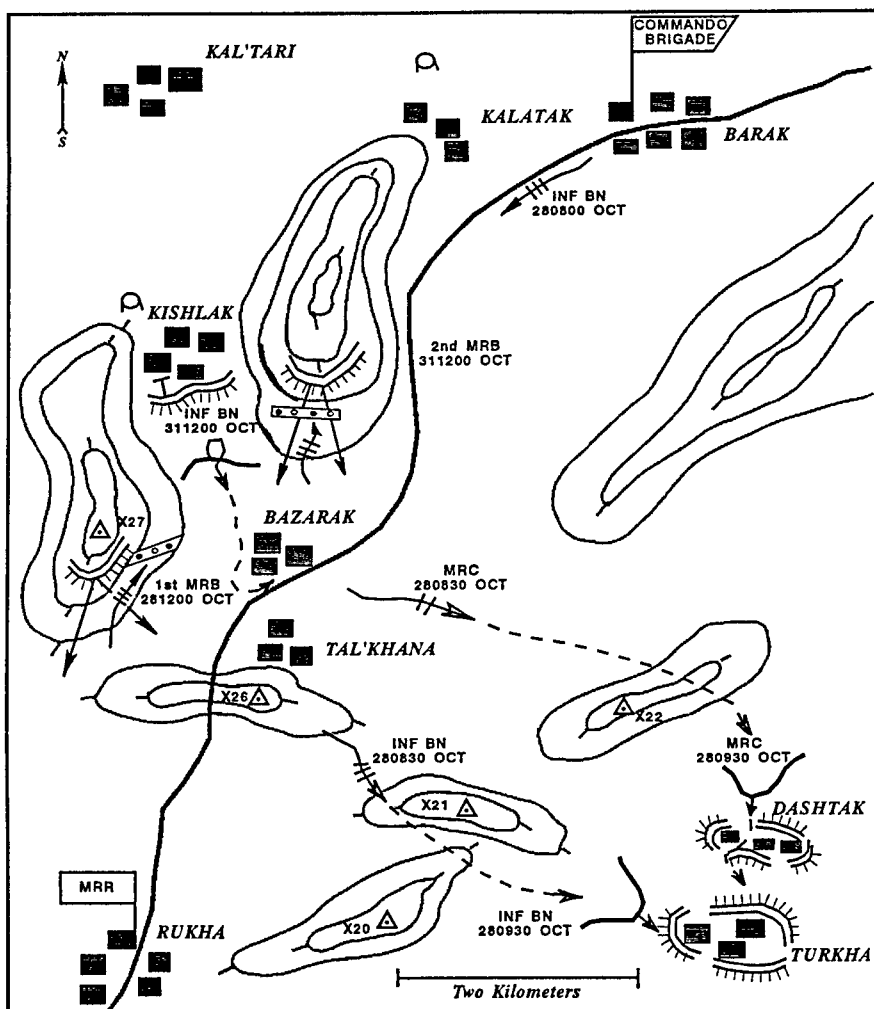 COMMANDO
BRIGADE
KAL'TARI
N
S
KALATAK
BARAK
INF BN
280800 OCT
KISHLAK
2nd MRB
311200 OCT
INF BN
311200 OCT
X27
BAZARAK
1st MRB
281200 OCT
MRC
280830 OCT
TAL'KHANA
X26
X22
INF BN
280830 OCT
MRC
280930 OCT
X21
DASHTAK
MRR
X20
RUKHA
INF BN
280930 OCT
TURKHA
Two Kilometers